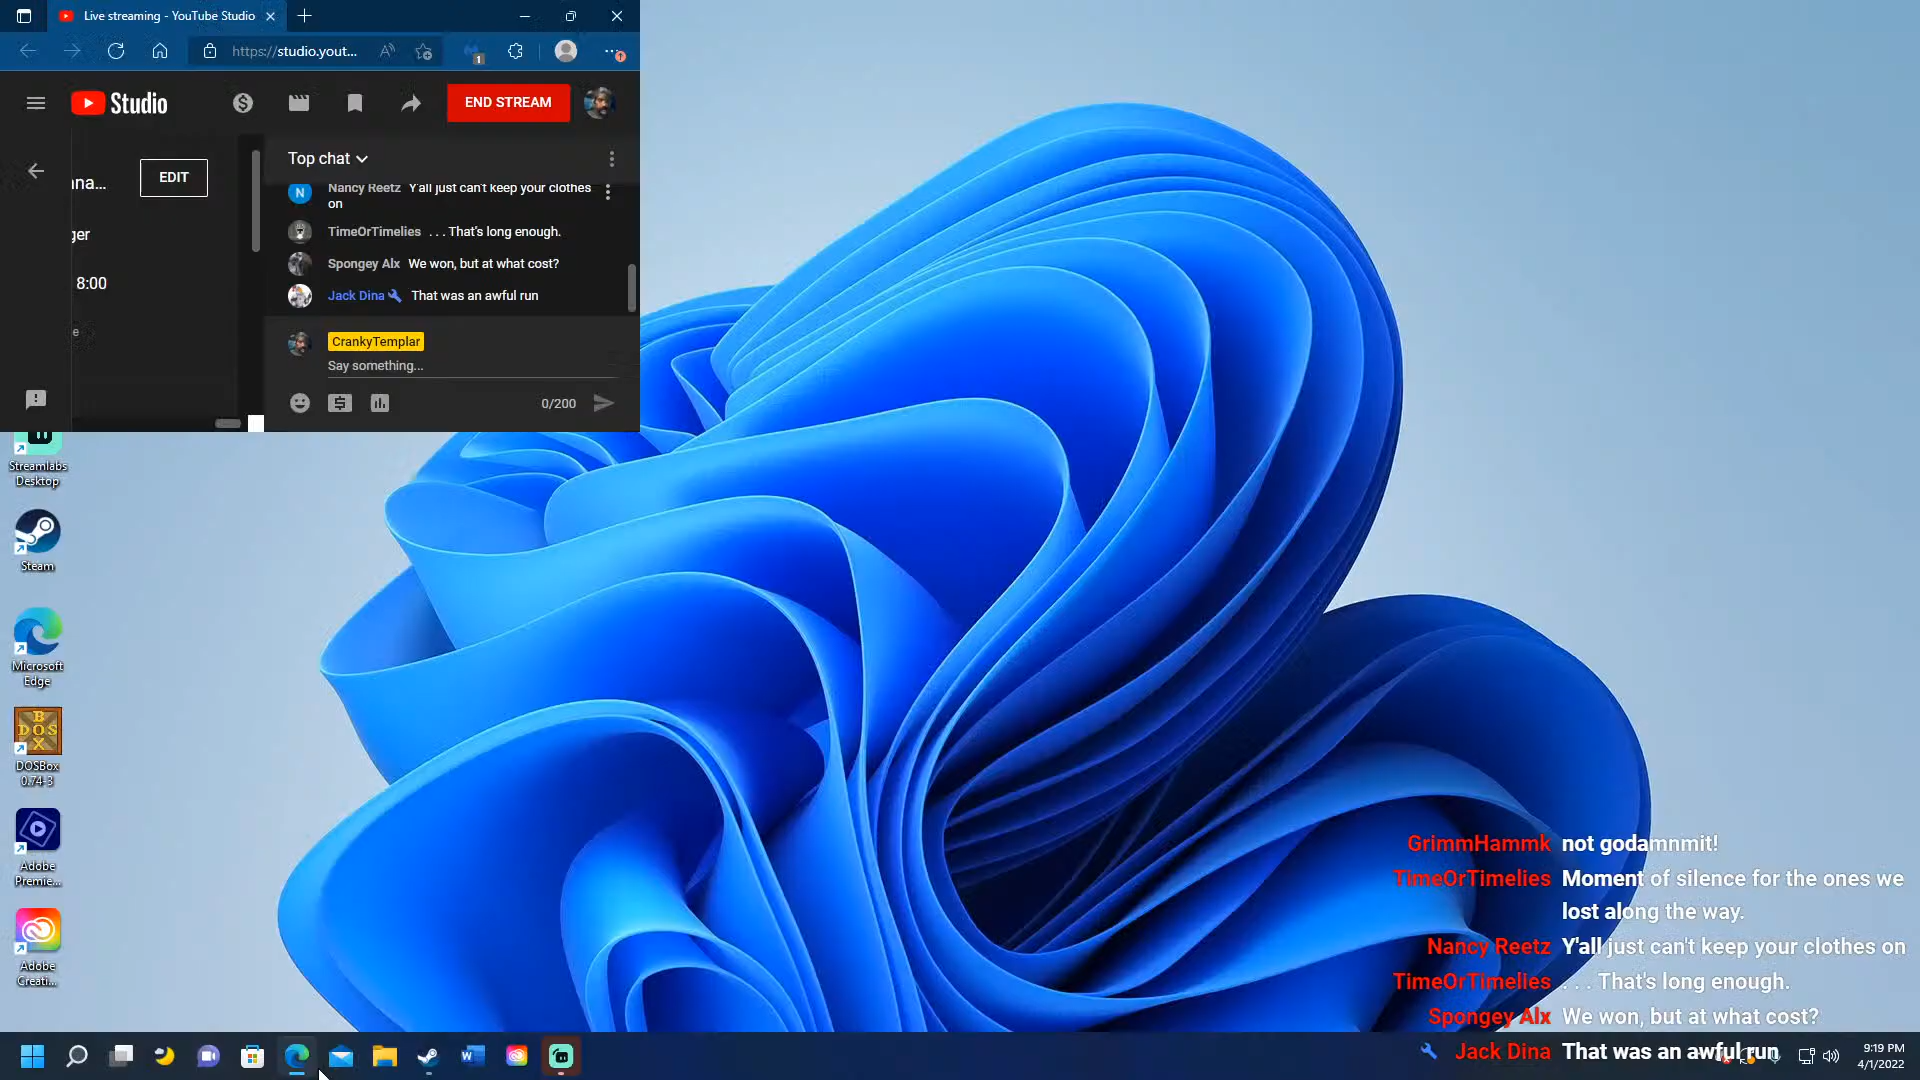 Live streaming - YouTube Studio
https://studio.yout...
1
Studio
END STREAM
EDIT
ger
8:00
e
Top chat
Nancy Reetz Y'all just can't keep your clothes
on
TimeOrTimelies . . . That's long enough.
Spongey Alx We won, but at what cost?
Jack Dina That was an awful run
CrankyTemplar
Say something...
0/200
Streamlabs
Desktop
Steam
Microsoft
Edge
DOSBox
0.74-3
Adobe
Premie...
Adobe
Creati...
GrimmHammk not godamnmit!
TimeOrTimelies Moment of silence for the ones we
lost along the way.
Nancy Reetz Y'all just can't keep your clothes on
TimeOrTimelies . . . That's long enough.
Spongey Alx We won, but at what cost?
Jack Dina That was an awful run
9:19 PM
4/1/2022